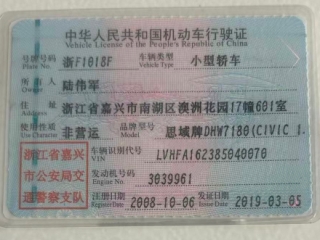 中华人民共和国机动车行驶证
Vehicle License of the People's Republic of China
号牌号码 浙F1018F 车辆类型 小型轿车
Plate No. Vehicle Type
所有人 陆伟军
Owner
住址 浙江省嘉兴市南湖区澳洲花园17幢601室
Address
使用性质 非营运 品牌型号 思域牌DHW7180(CIVIC 1.
Use Character Model
浙江省嘉兴 车辆识别代号 LVHFA162385040070
VIN
市公安局交 发动机号码 3039961
Engine No.
通警察支队 注册日期 2008-10-06 发证日期 2019-03-05
Register Date Issue Date